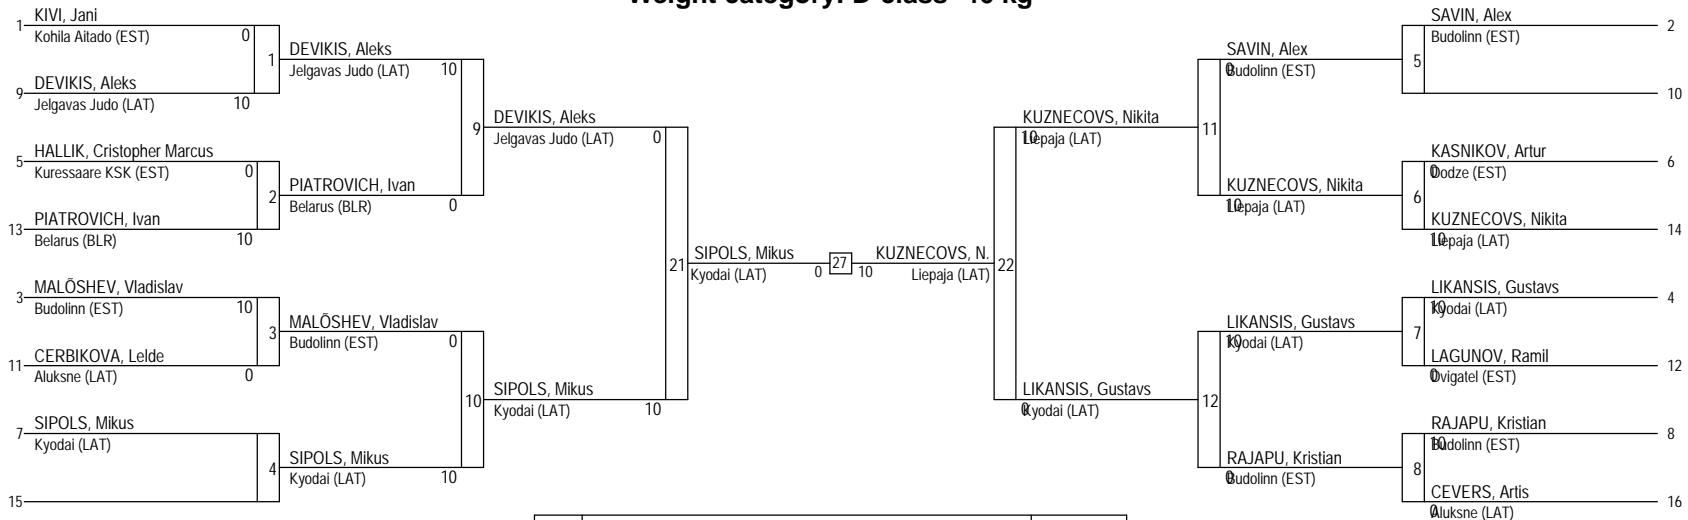 Weight category: D class -46 kg
1 KIVI, Jani
Kohila Aitado (EST) 0
1
9 DEVIKIS, Aleks
Jelgavas Judo (LAT) 10
5 HALLIK, Cristopher Marcus
Kuressaare KSK (EST) 0
2
13 PIATROVICH, Ivan
Belarus (BLR) 10
3 MALÕSHEV, Vladislav
Budolinn (EST) 10
3
11 CERBIKOVA, Lelde
Aluksne (LAT) 0
7 SIPOLS, Mikus
Kyodai (LAT)
4
15
DEVIKIS, Aleks
Jelgavas Judo (LAT) 10
9
PIATROVICH, Ivan
Belarus (BLR) 0
MALÕSHEV, Vladislav
Budolinn (EST) 0
10
SIPOLS, Mikus
Kyodai (LAT) 10
DEVIKIS, Aleks
Jelgavas Judo (LAT) 0
21
SIPOLS, Mikus
Kyodai (LAT) 10
SIPOLS, Mikus
Kyodai (LAT) 0
27
KUZNECOVS, N.
10 Liepaja (LAT)
KUZNECOVS, Nikita
10 Liepaja (LAT)
22
LIKANSIS, Gustavs
0 Kyodai (LAT)
SAVIN, Alex
0 Budolinn (EST)
11
KUZNECOVS, Nikita
10 Liepaja (LAT)
LIKANSIS, Gustavs
10 Kyodai (LAT)
12
RAJAPU, Kristian
0 Budolinn (EST)
SAVIN, Alex 2
Budolinn (EST)
5
10
KASNIKOV, Artur 6
0 Dodze (EST)
6
KUZNECOVS, Nikita 14
10 Liepaja (LAT)
LIKANSIS, Gustavs 4
10 Kyodai (LAT)
7
LAGUNOV, Ramil 12
0 Dvigatel (EST)
RAJAPU, Kristian 8
10 Budolinn (EST)
8
CEVERS, Artis 16
0 Aluksne (LAT)